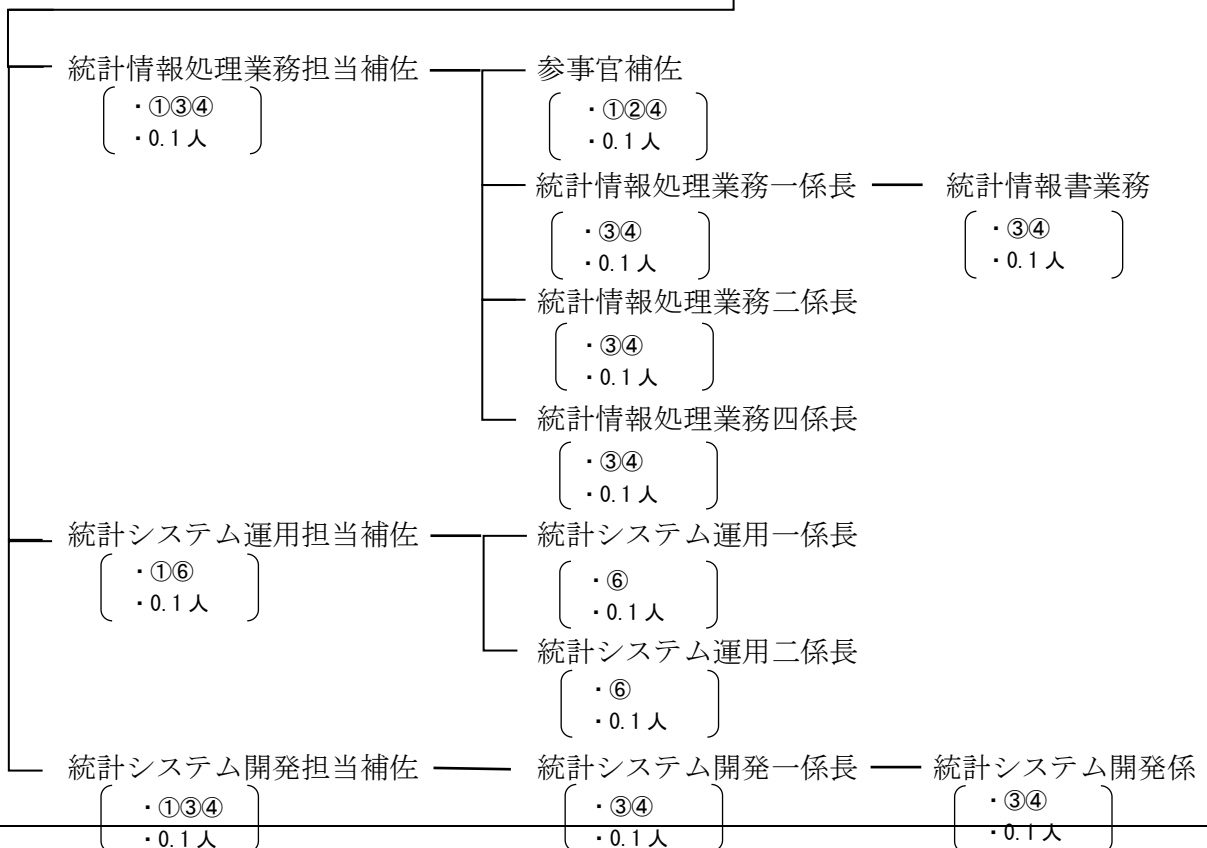 統計情報処理業務担当補佐 参事官補佐
・①③④ ・①②④
・0.1人 ・0.1人
統計情報処理業務一係長 統計情報書業務
・③④ ・③④
・0.1人 ・0.1人
統計情報処理業務二係長
・③④
・0.1人
統計情報処理業務四係長
・③④
・0.1人
統計システム運用担当補佐 統計システム運用一係長
・①⑥ ・⑥
・0.1人 ・0.1人
統計システム運用二係長
・⑥
・0.1人
統計システム開発担当補佐 統計システム開発一係長 統計システム開発係
・①③④ ・③④ ・③④
・0.1人 ・0.1人 ・0.1人